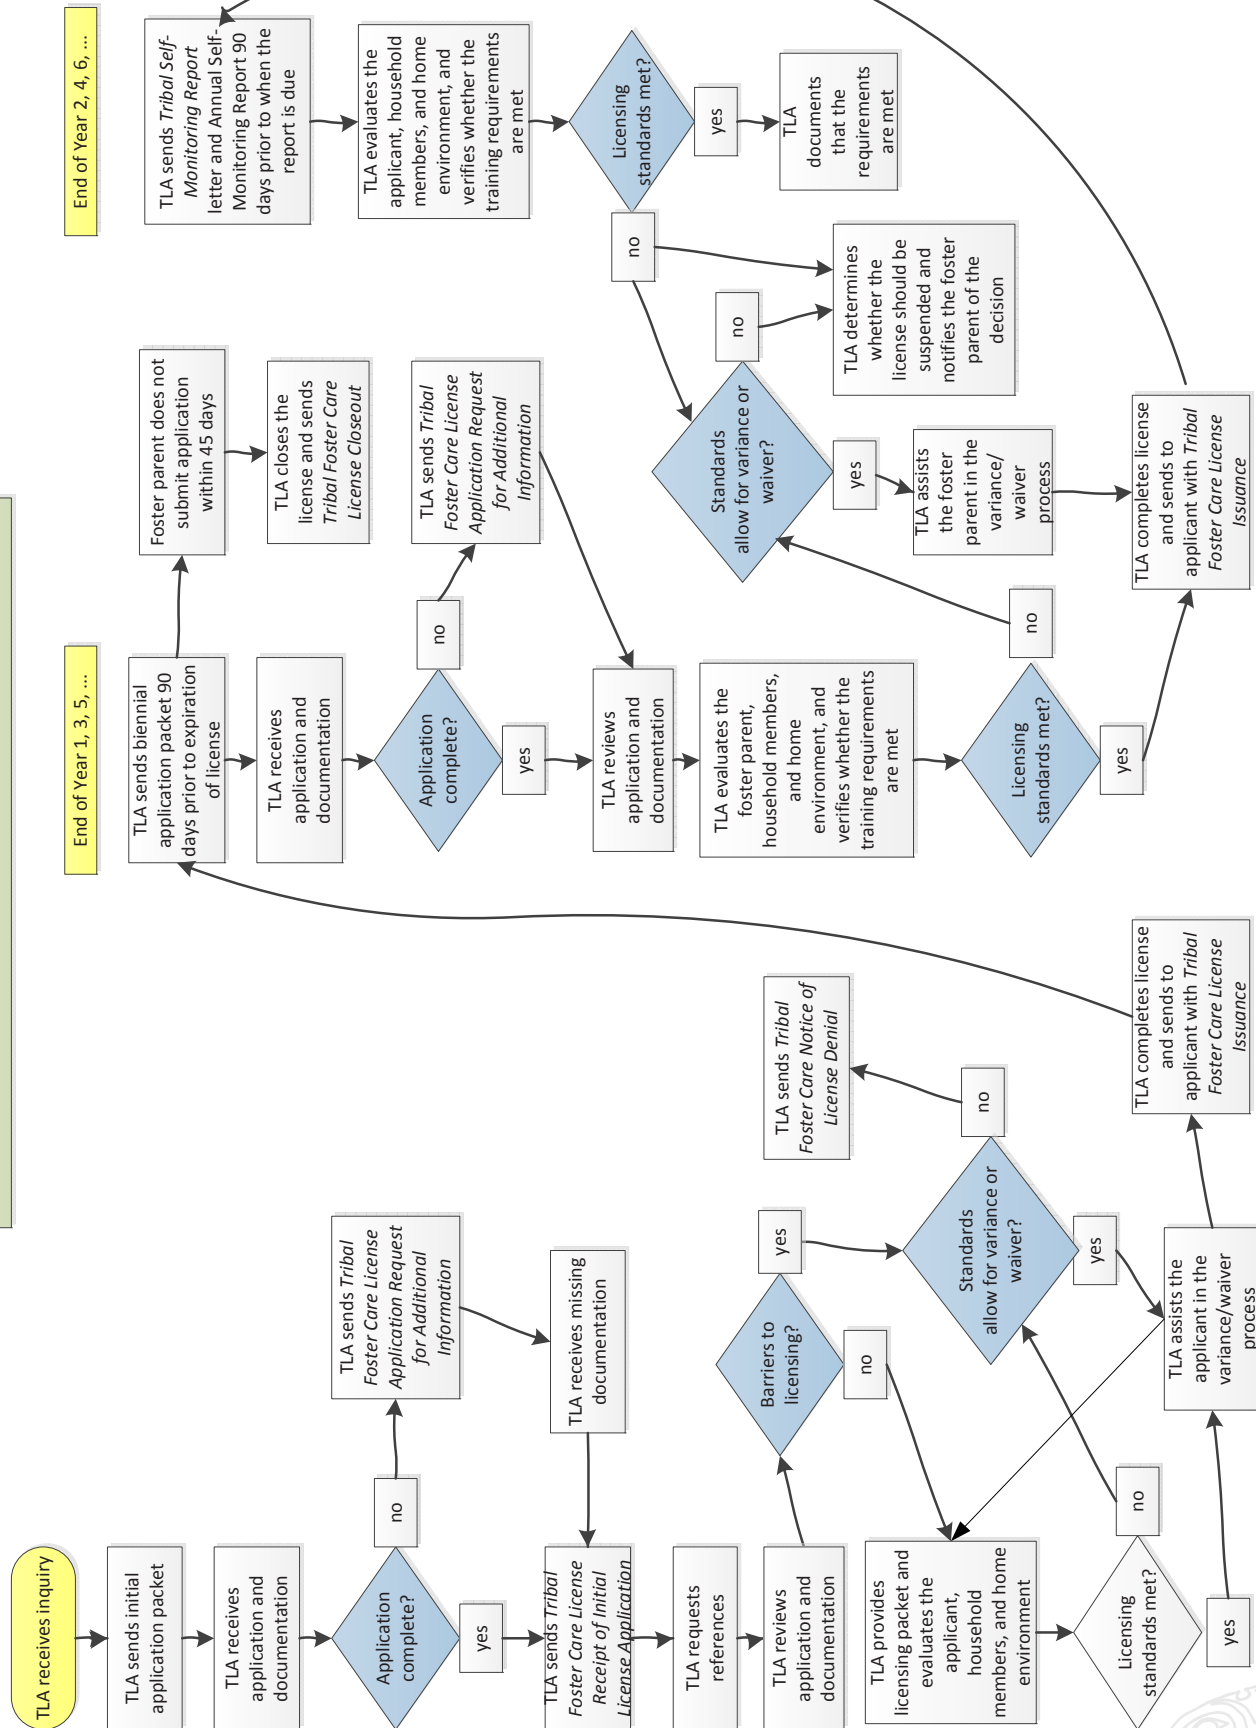 TLA receives inquiry
TLA sends initial
application packet
TLA receives
application and
documentation
Application
complete?
no
TLA sends Tribal
Foster Care License
Application Request
for Additional
Information
TLA receives missing
documentation
yes
TLA sends Tribal
Foster Care License
Receipt of Initial
License Application
TLA requests
references
TLA reviews
application and
documentation
Barriers to
licensing?
yes
no
TLA provides
licensing packet and
evaluates the
applicant,
household
members, and home
environment
Licensing
standards met?
no
yes
Standards
allow for variance or
waiver?
no
TLA sends Tribal
Foster Care Notice of
License Denial
yes
TLA assists the
applicant in the
variance/waiver
process
TLA completes license
and sends to
applicant with Tribal
Foster Care License
Issuance
End of Year 1, 3, 5, ...
TLA sends biennial
application packet 90
days prior to expiration
of license
Foster parent does not
submit application
within 45 days
TLA closes the
license and sends
Tribal Foster Care
License Closeout
TLA receives
application and
documentation
Application
complete?
no
TLA sends Tribal
Foster Care License
Application Request
for Additional
Information
yes
TLA reviews
application and
documentation
TLA evaluates the
foster parent,
household members,
and home
environment, and
verifies whether the
training requirements
are met
Licensing
standards met?
no
yes
Standards
allow for variance or
waiver?
no
yes
TLA assists
the foster
parent in the
variance/
waiver
process
TLA completes license
and sends to
applicant with Tribal
Foster Care License
Issuance
End of Year 2, 4, 6, ...
TLA sends Tribal Self-
Monitoring Report
letter and Annual Self-
Monitoring Report 90
days prior to when the
report is due
TLA evaluates the
applicant, household
members, and home
environment, and
verifies whether the
training requirements
are met
Licensing
standards met?
no
yes
TLA
documents
that the
requirements
are met
TLA determines
whether the
license should be
suspended and
notifies the foster
parent of the
decision